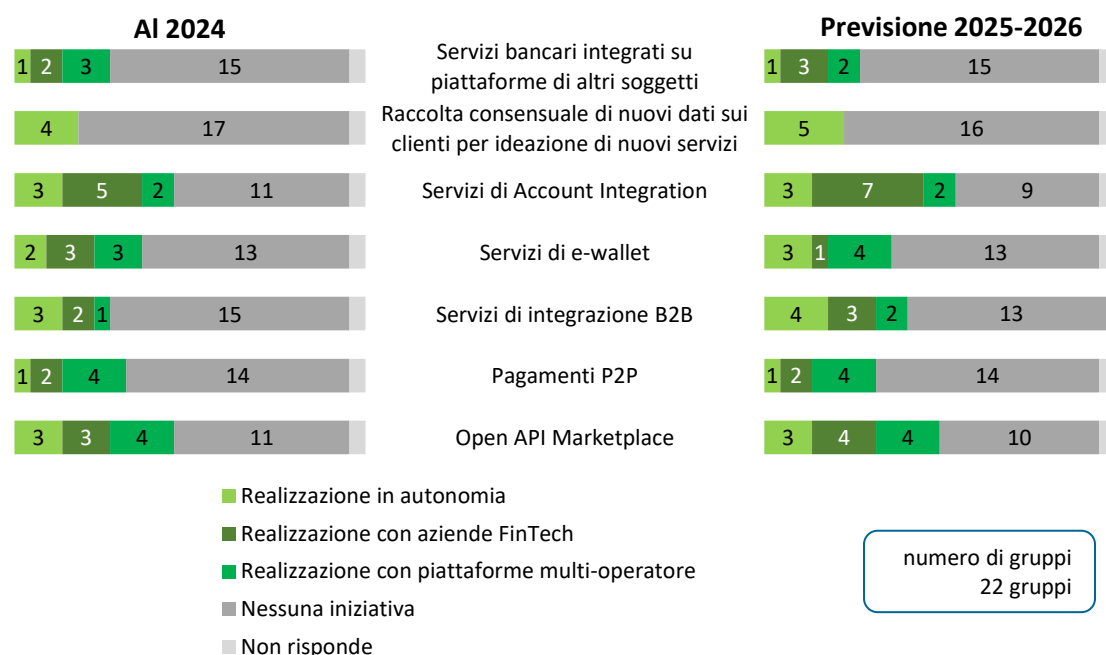 Al 2024
Previsione 2025-2026
1 2 3 15
Servizi bancari integrati su
piattaforme di altri soggetti
1 3 2 15
4 17
Raccolta consensuale di nuovi dati sui
clienti per ideazione di nuovi servizi
5 16
3 5 2 11
Servizi di Account Integration
3 7 2 9
2 3 3 13
Servizi di e-wallet
3 1 4 13
3 2 1 15
Servizi di integrazione B2B
4 3 2 13
1 2 4 14
Pagamenti P2P
1 2 4 14
3 3 4 11
Open API Marketplace
3 4 4 10
Realizzazione in autonomia
Realizzazione con aziende FinTech
Realizzazione con piattaforme multi-operatore
Nessuna iniziativa
Non risponde
numero di gruppi
22 gruppi